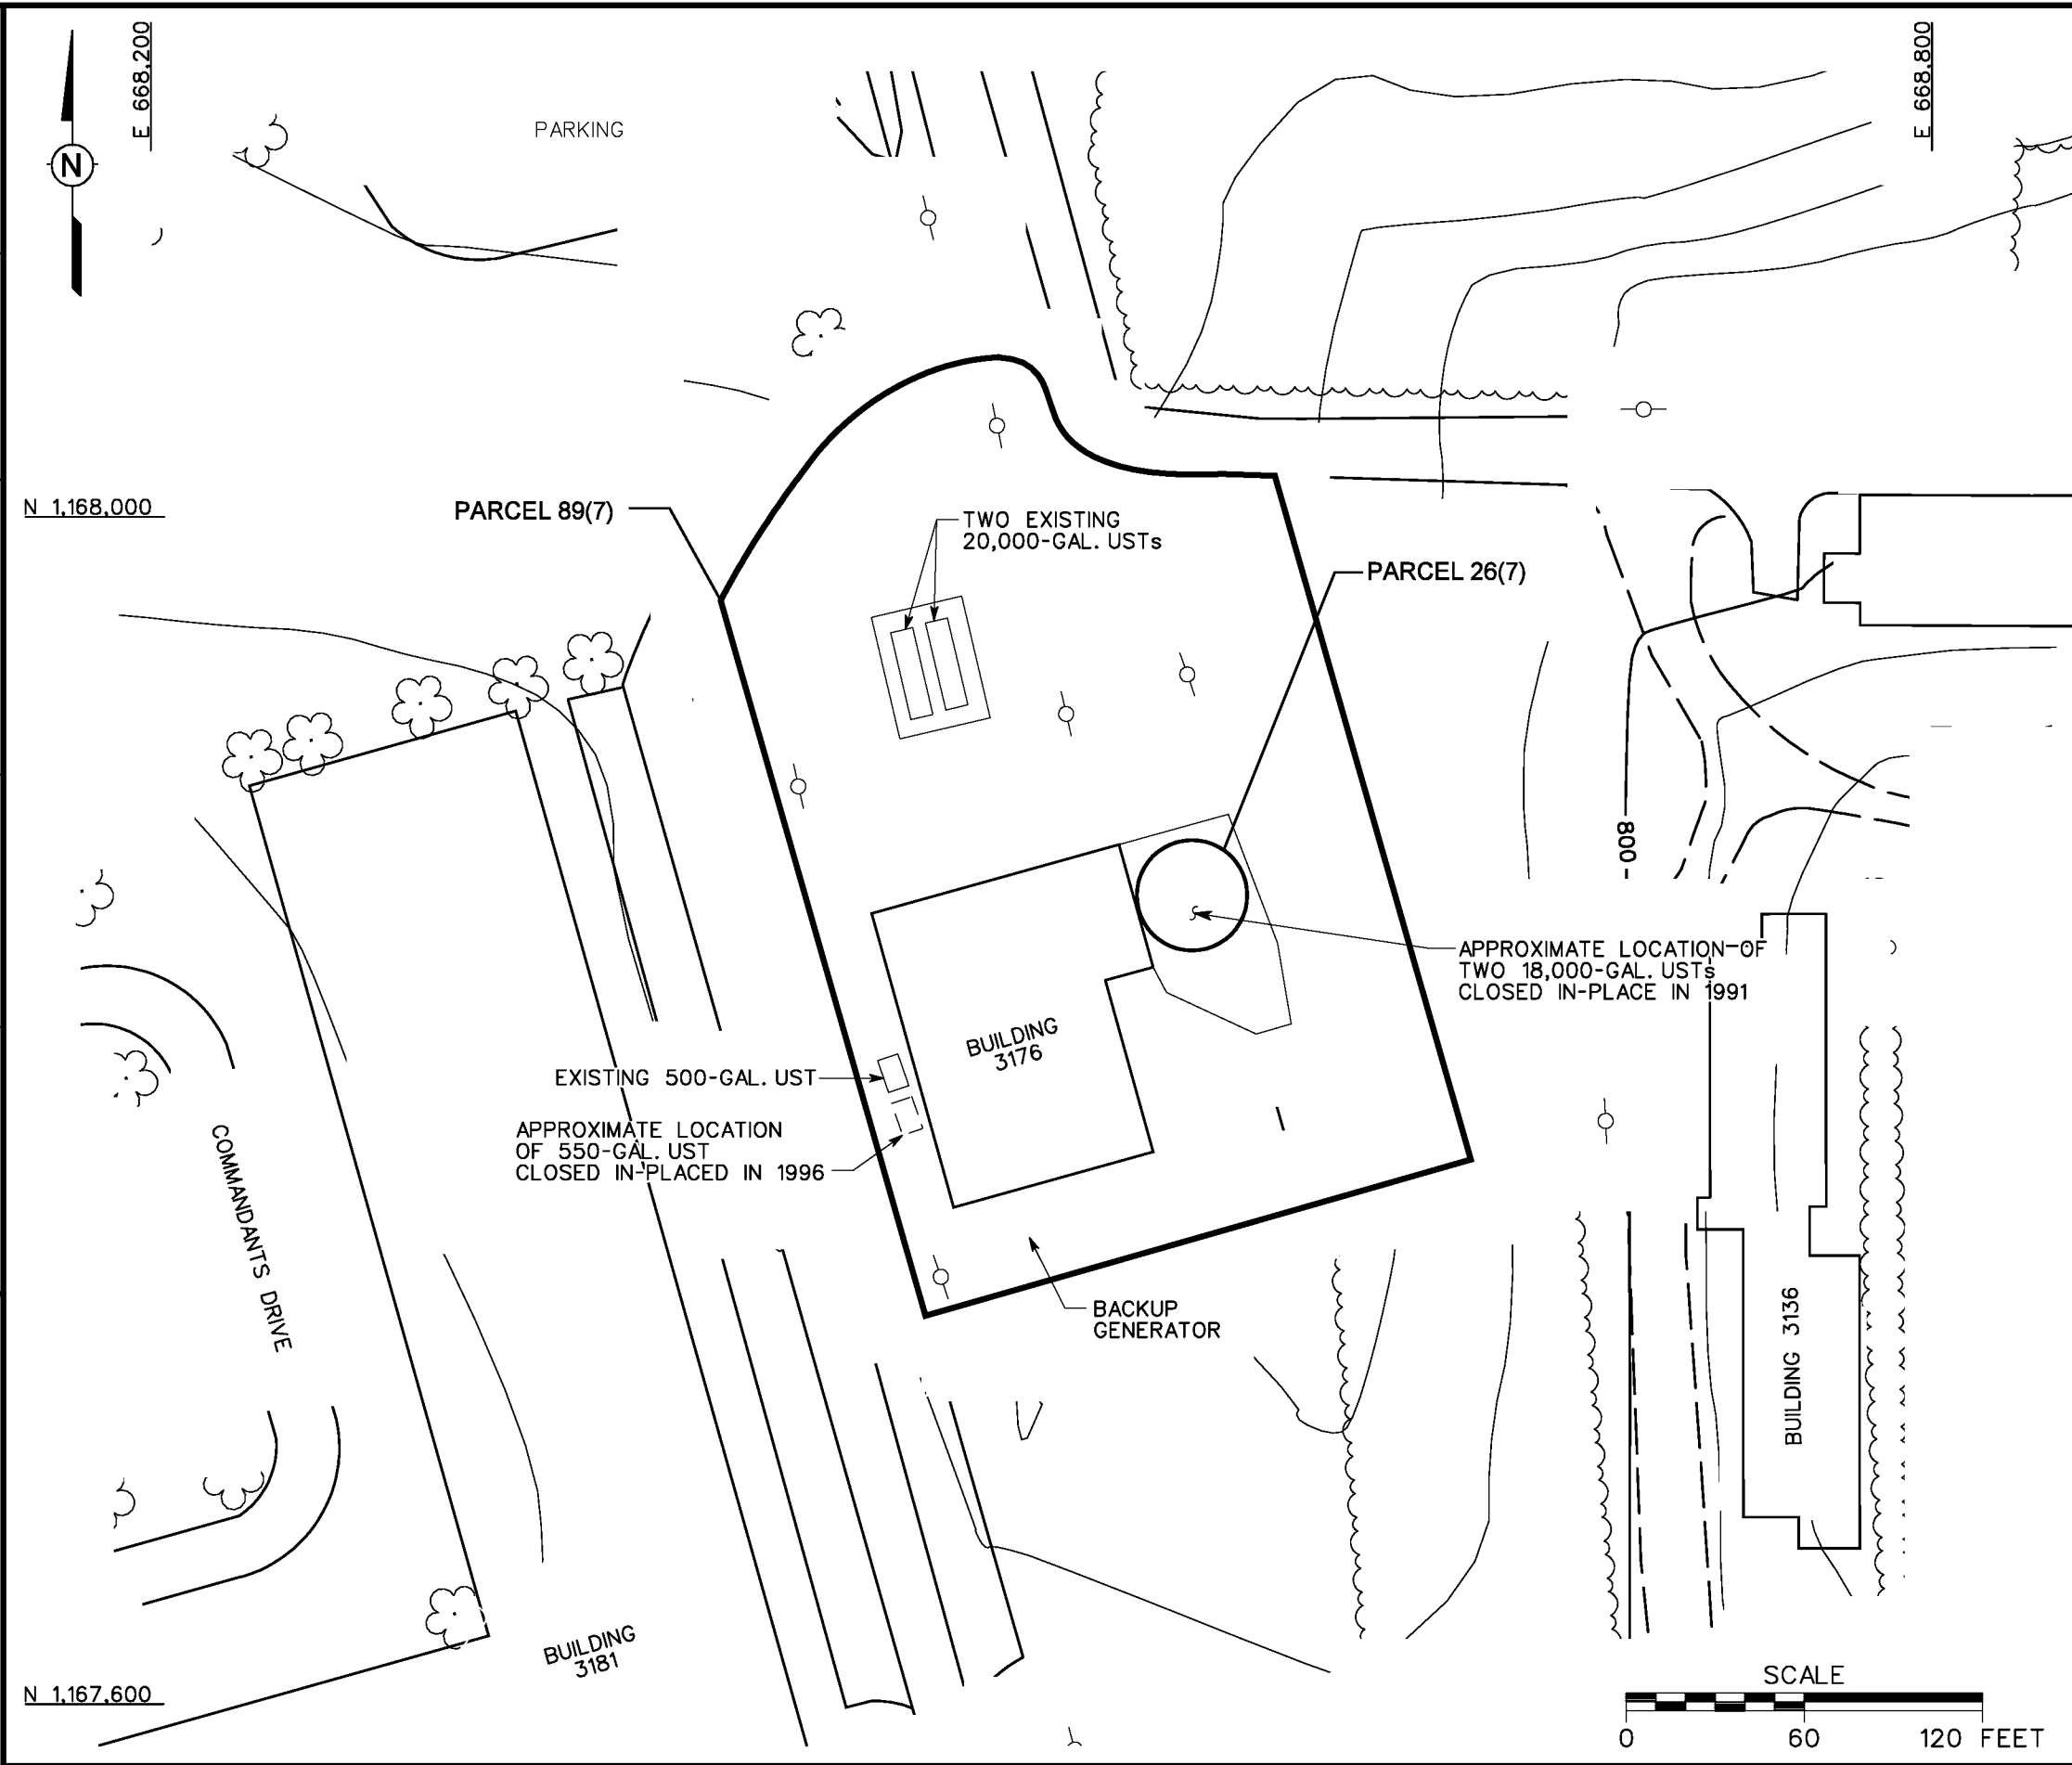 E 668,200
E 668,800
PARKING
N
N 1,168,000
PARCEL 89(7)
TWO EXISTING
20,000-GAL. USTs
PARCEL 26(7)
800
APPROXIMATE LOCATION OF
TWO 18,000-GAL. USTs
CLOSED IN-PLACE IN 1991
BUILDING
3176
EXISTING 500-GAL. UST
APPROXIMATE LOCATION
OF 550-GAL. UST
CLOSED IN-PLACED IN 1996
COMMANDANTS DRIVE
BACKUP
GENERATOR
BUILDING 3136
BUILDING
3181
N 1,167,600
SCALE
0 60 120 FEET